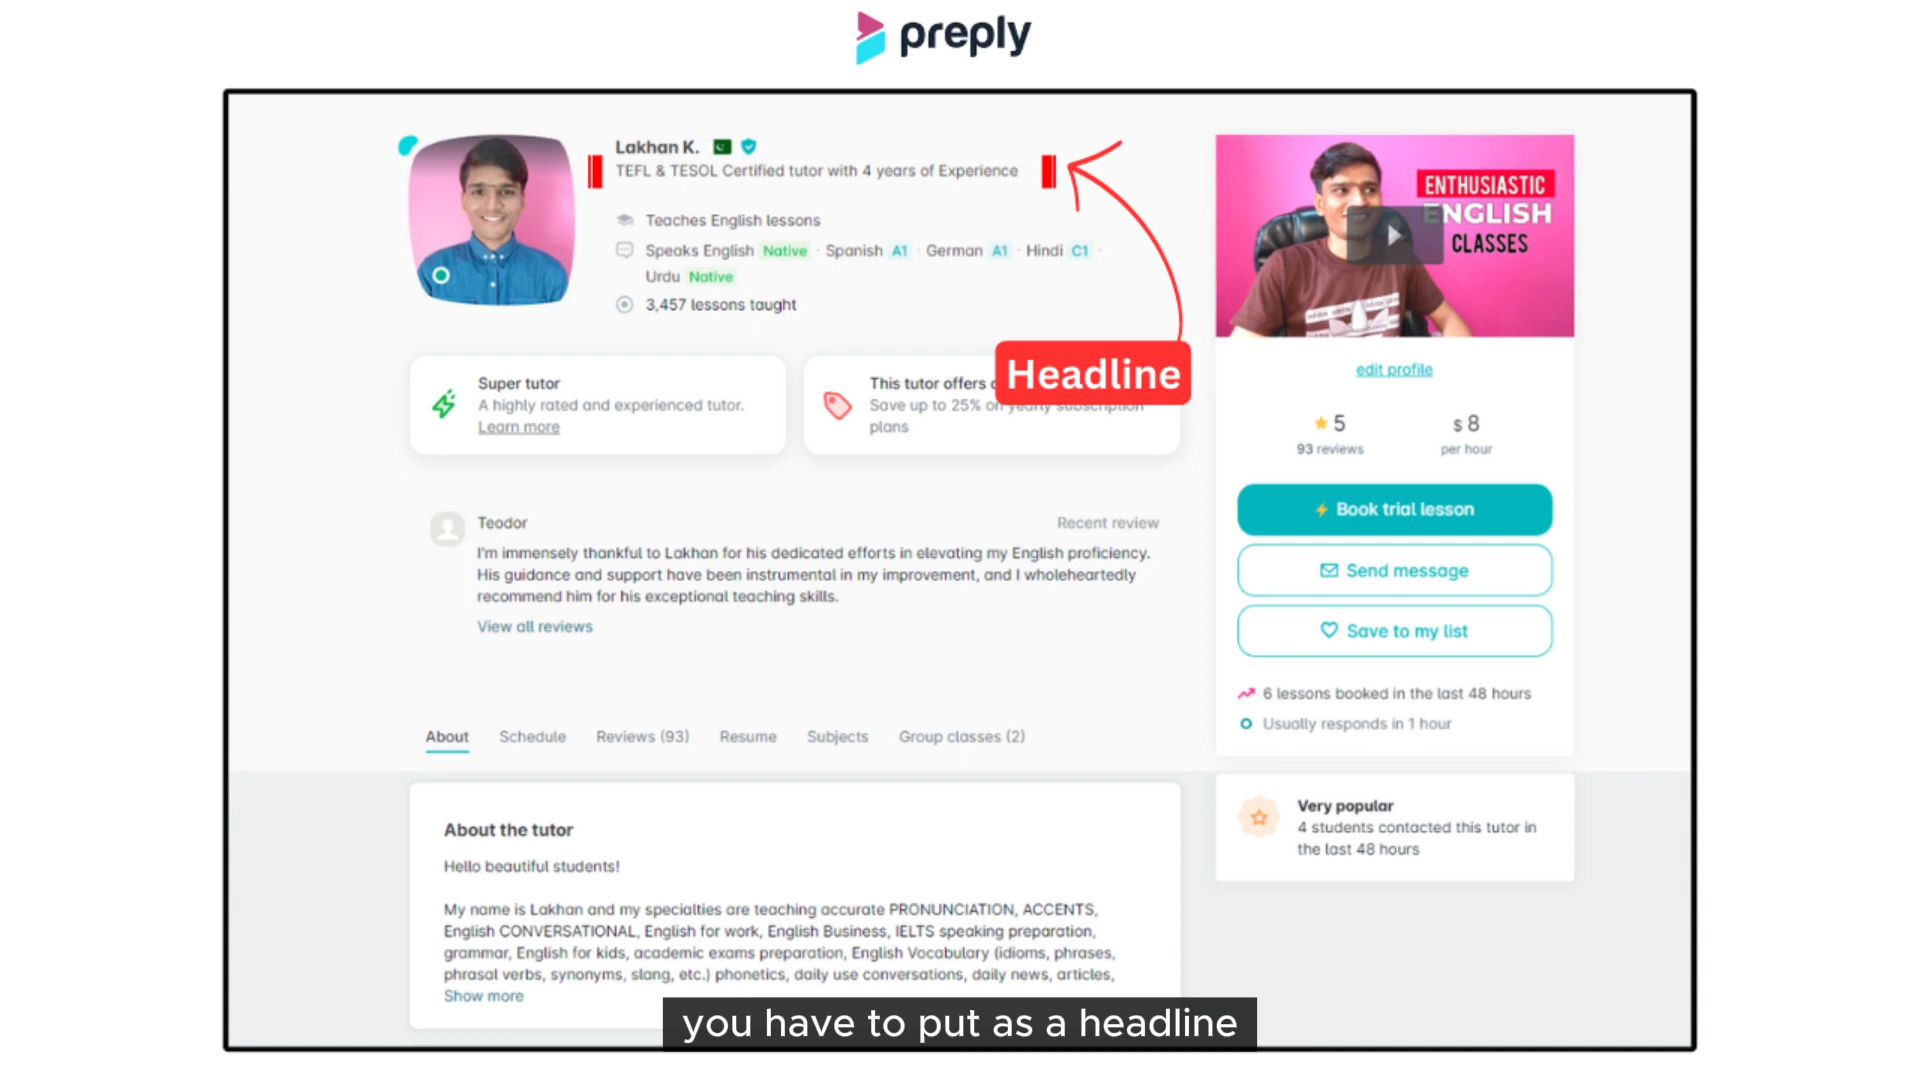 preply
Lakhan K.
TEFL & TESOL Certified tutor with 4 years of Experience
Teaches English lessons
Speaks English Native · Spanish A1 · German A1 · Hindi C1 ·
Urdu Native
3,457 lessons taught
ENTHUSIASTIC
ENGLISH
CLASSES
Headline
Super tutor
A highly rated and experienced tutor.
Learn more
This tutor offers
Save up to 25% on yearly subscription
plans
edit profile
5
93 reviews
$ 8
per hour
Book trial lesson
Send message
Save to my list
6 lessons booked in the last 48 hours
Usually responds in 1 hour
Teodor
Recent review
I'm immensely thankful to Lakhan for his dedicated efforts in elevating my English proficiency.
His guidance and support have been instrumental in my improvement, and I wholeheartedly
recommend him for his exceptional teaching skills.
View all reviews
About Schedule Reviews (93) Resume Subjects Group classes (2)
About the tutor
Hello beautiful students!
My name is Lakhan and my specialties are teaching accurate PRONUNCIATION, ACCENTS,
English CONVERSATIONAL, English for work, English Business, IELTS speaking preparation,
grammar, English for kids, academic exams preparation, English Vocabulary (idioms, phrases,
phrasal verbs, synonyms, slang, etc.) phonetics, daily use conversations, daily news, articles,
Show more
Very popular
4 students contacted this tutor in
the last 48 hours
you have to put as a headline